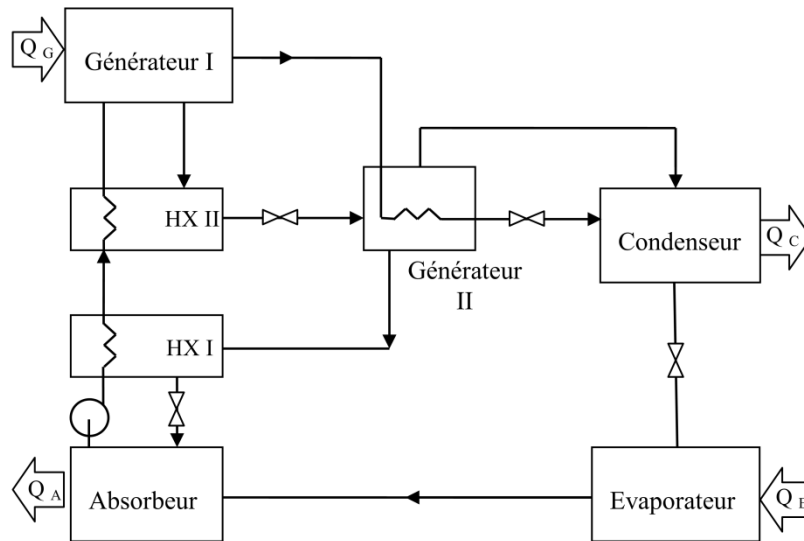 Q G
Générateur I
HX II
Condenseur
Q C
Générateur
II
HX I
Q A
Absorbeur
Evaporateur
Q E